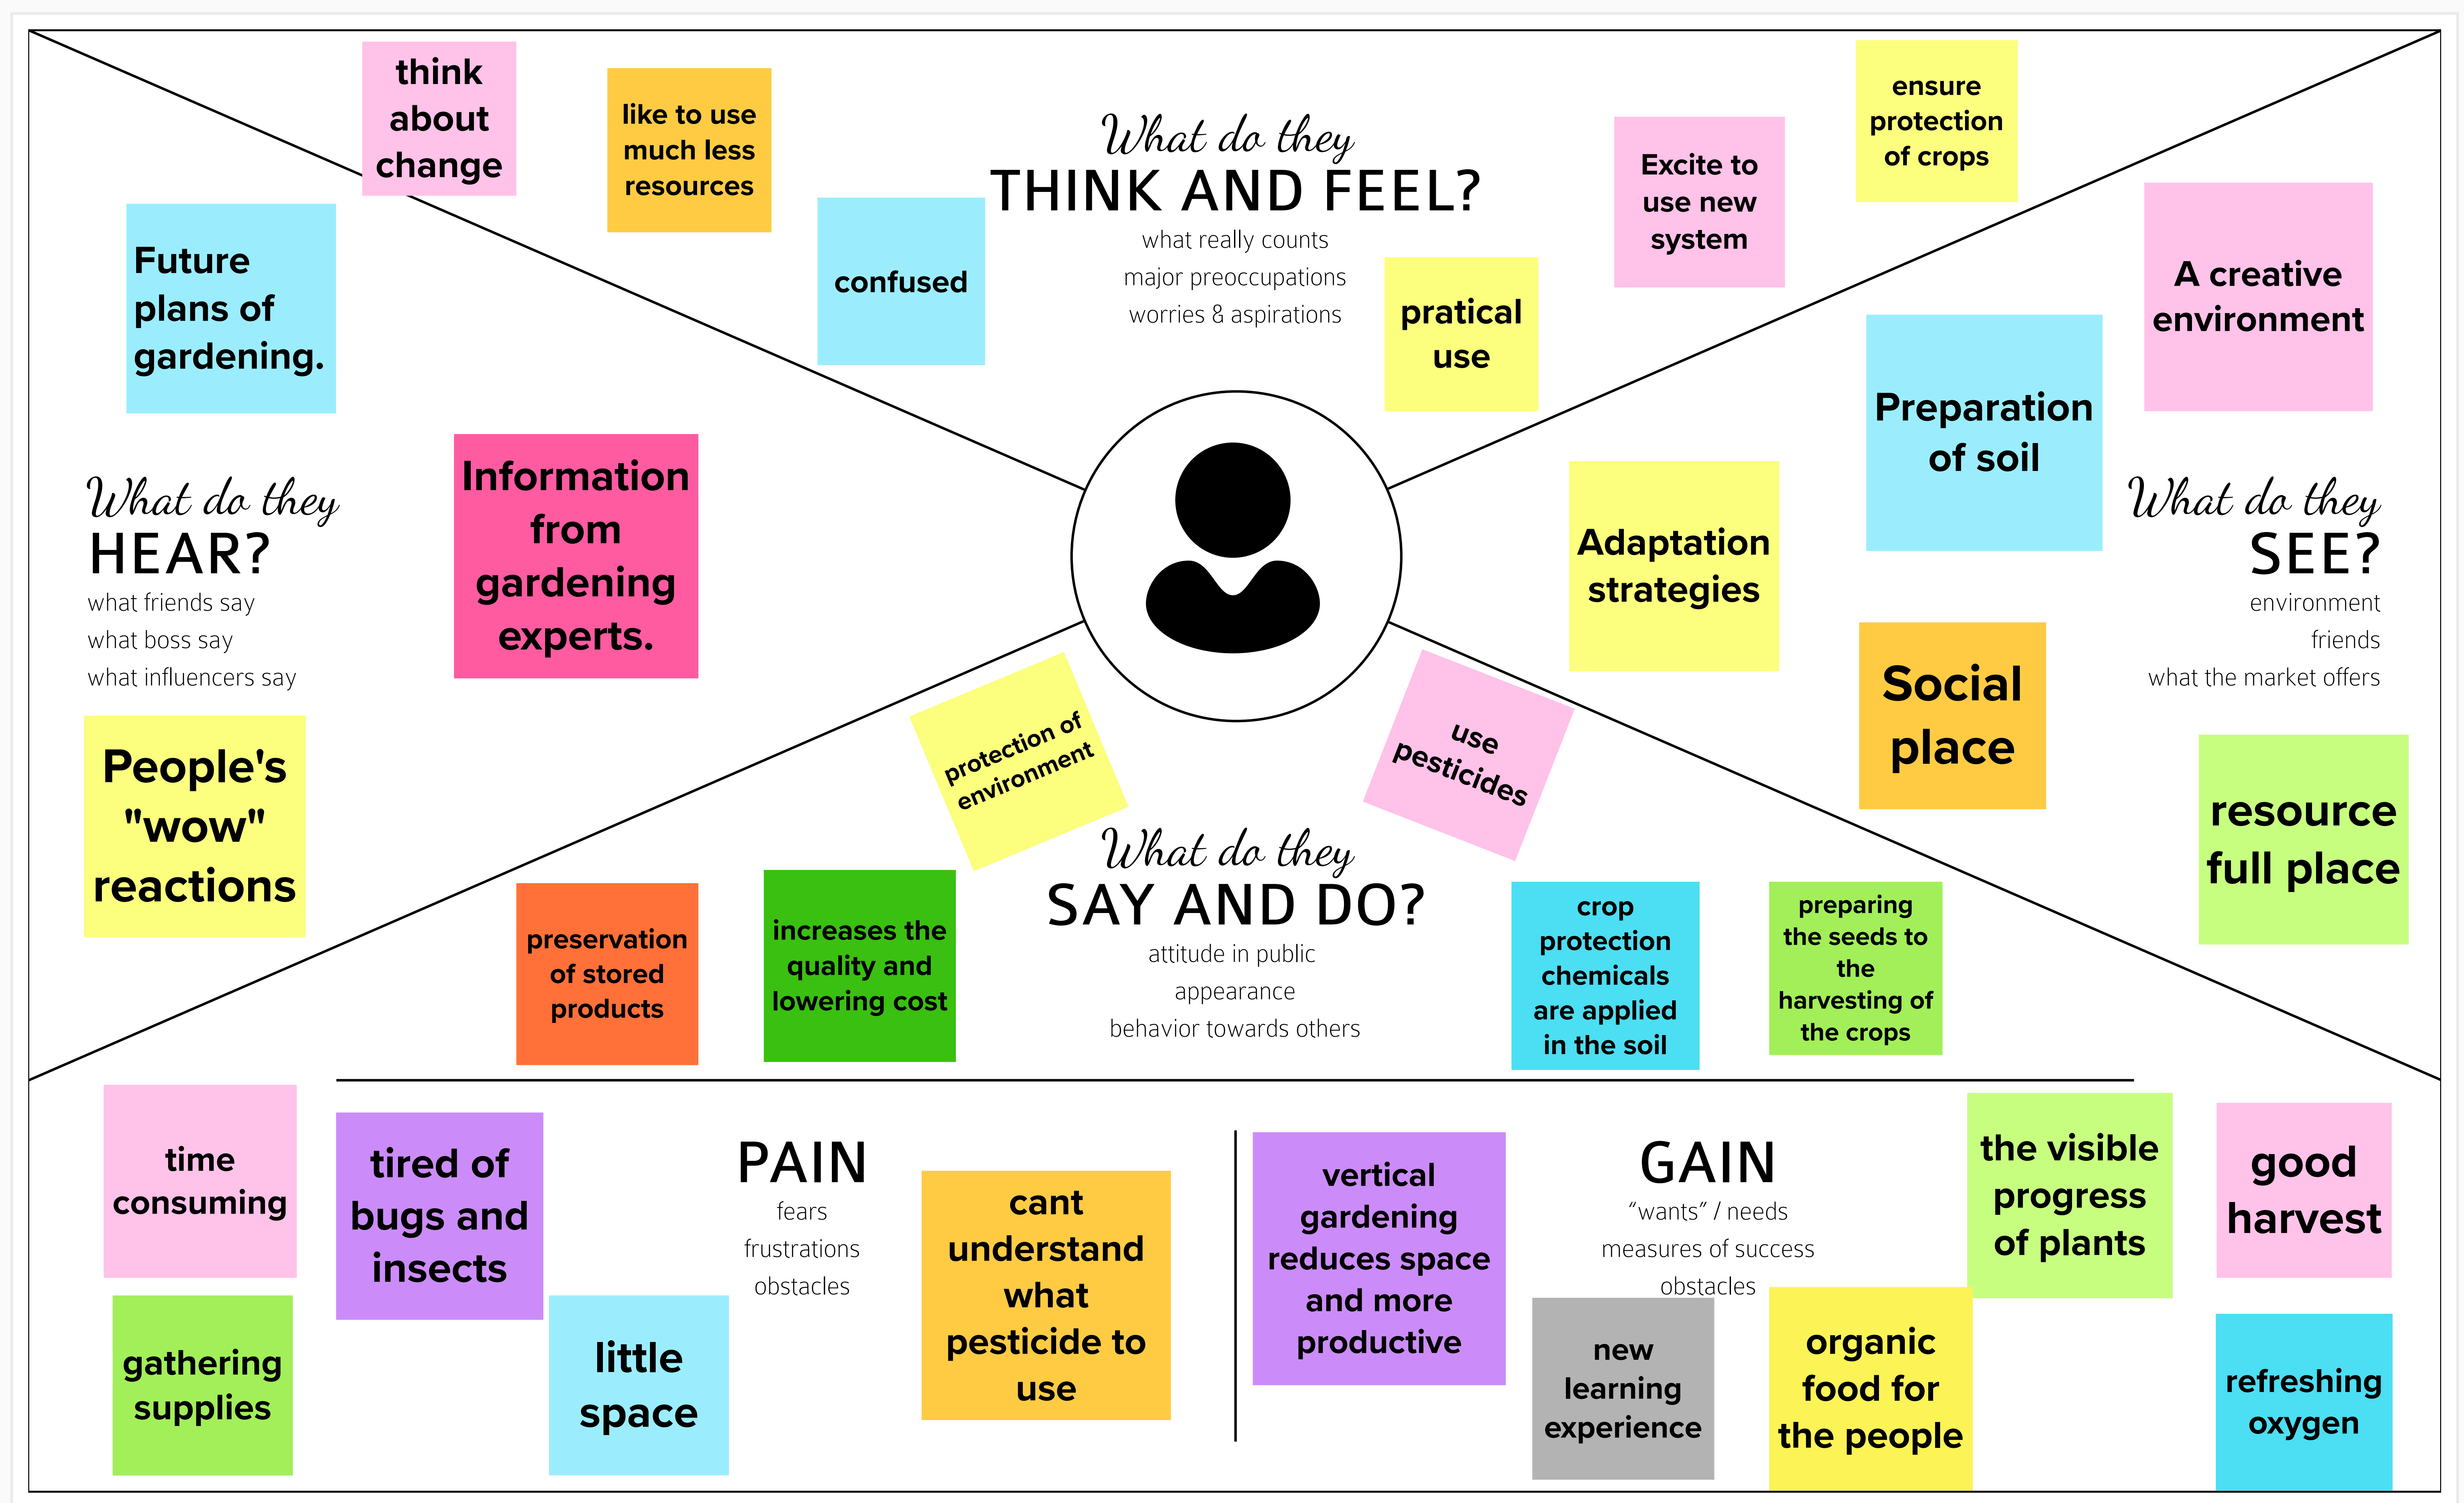 think
about
change
like to use
much less
resources
confused
What do they
THINK AND FEEL?
what really counts
major preoccupations
worries & aspirations
pratical
use
Excite to
use new
system
ensure
protection
of crops
Future
plans of
gardening.
Information
from
gardening
experts.
What do they
HEAR?
what friends say
what boss say
what influencers say
People's
"wow"
reactions
A creative
environment
Preparation
of soil
Adaptation
strategies
What do they
SEE?
environment
friends
what the market offers
Social
place
resource
full place
protection of
environment
use
pesticides
What do they
SAY AND DO?
attitude in public
appearance
behavior towards others
preservation
of stored
products
increases the
quality and
lowering cost
crop
protection
chemicals
are applied
in the soil
preparing
the seeds to
the
harvesting of
the crops
time
consuming
tired of
bugs and
insects
PAIN
fears
frustrations
obstacles
cant
understand
what
pesticide to
use
gathering
supplies
little
space
vertical
gardening
reduces space
and more
productive
GAIN
“wants” / needs
measures of success
obstacles
the visible
progress
of plants
good
harvest
new
learning
experience
organic
food for
the people
refreshing
oxygen